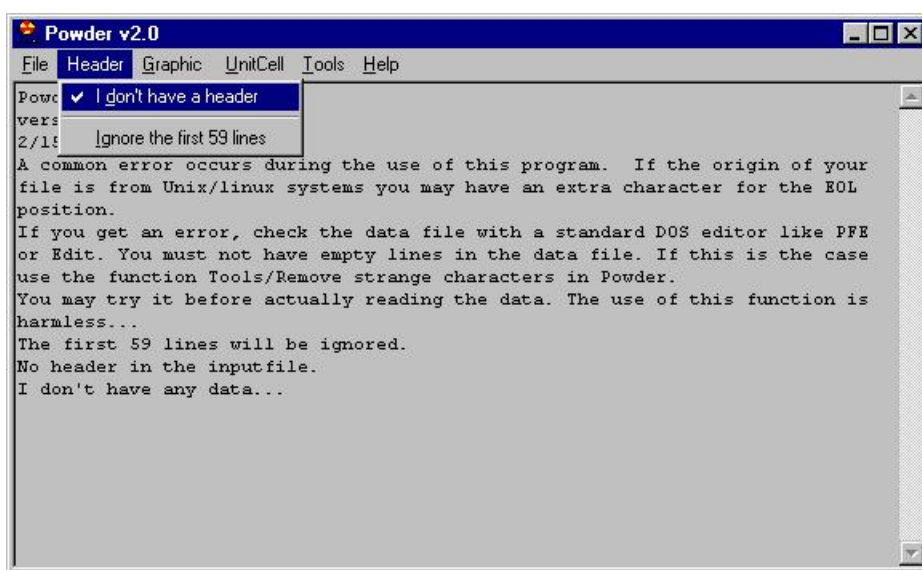 Powder v2.0
File Header Graphic UnitCell Tools Help
I don't have a header
Ignore the first 59 lines
A common error occurs during the use of this program. If the origin of your
file is from Unix/linux systems you may have an extra character for the EOL
position.
If you get an error, check the data file with a standard DOS editor like PFE
or Edit. You must not have empty lines in the data file. If this is the case
use the function Tools/Remove strange characters in Powder.
You may try it before actually reading the data. The use of this function is
harmless...
The first 59 lines will be ignored.
No header in the inputfile.
I don't have any data...